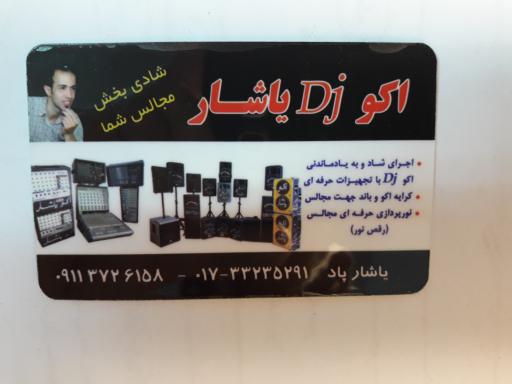 اکو Dj یاشار
شادی بخش
مجالس شما
• اجرای شاد و به یادماندنی
اکو Dj با تجهیزات حرفه ای
• کرایه اکو و باند جهت مجالس
• نورپردازی حرفه ای مجالس
(رقص نور)
یاشار پاد ۰۱۷-۳۳۲۳۵۲۹۱ - ۰۹۱۱ ۳۷۲ ۶۱۵۸